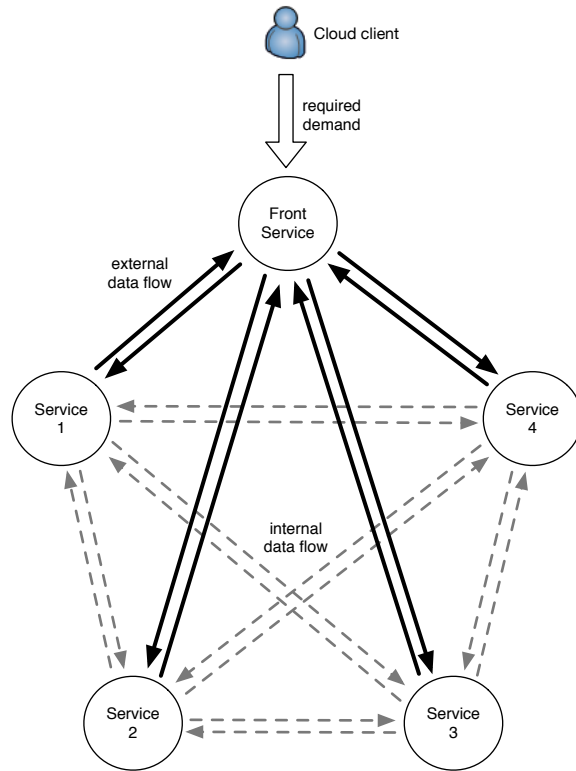 Cloud client
required
demand
Front
Service
external
data flow
Service
1
Service
4
internal
data flow
Service
2
Service
3